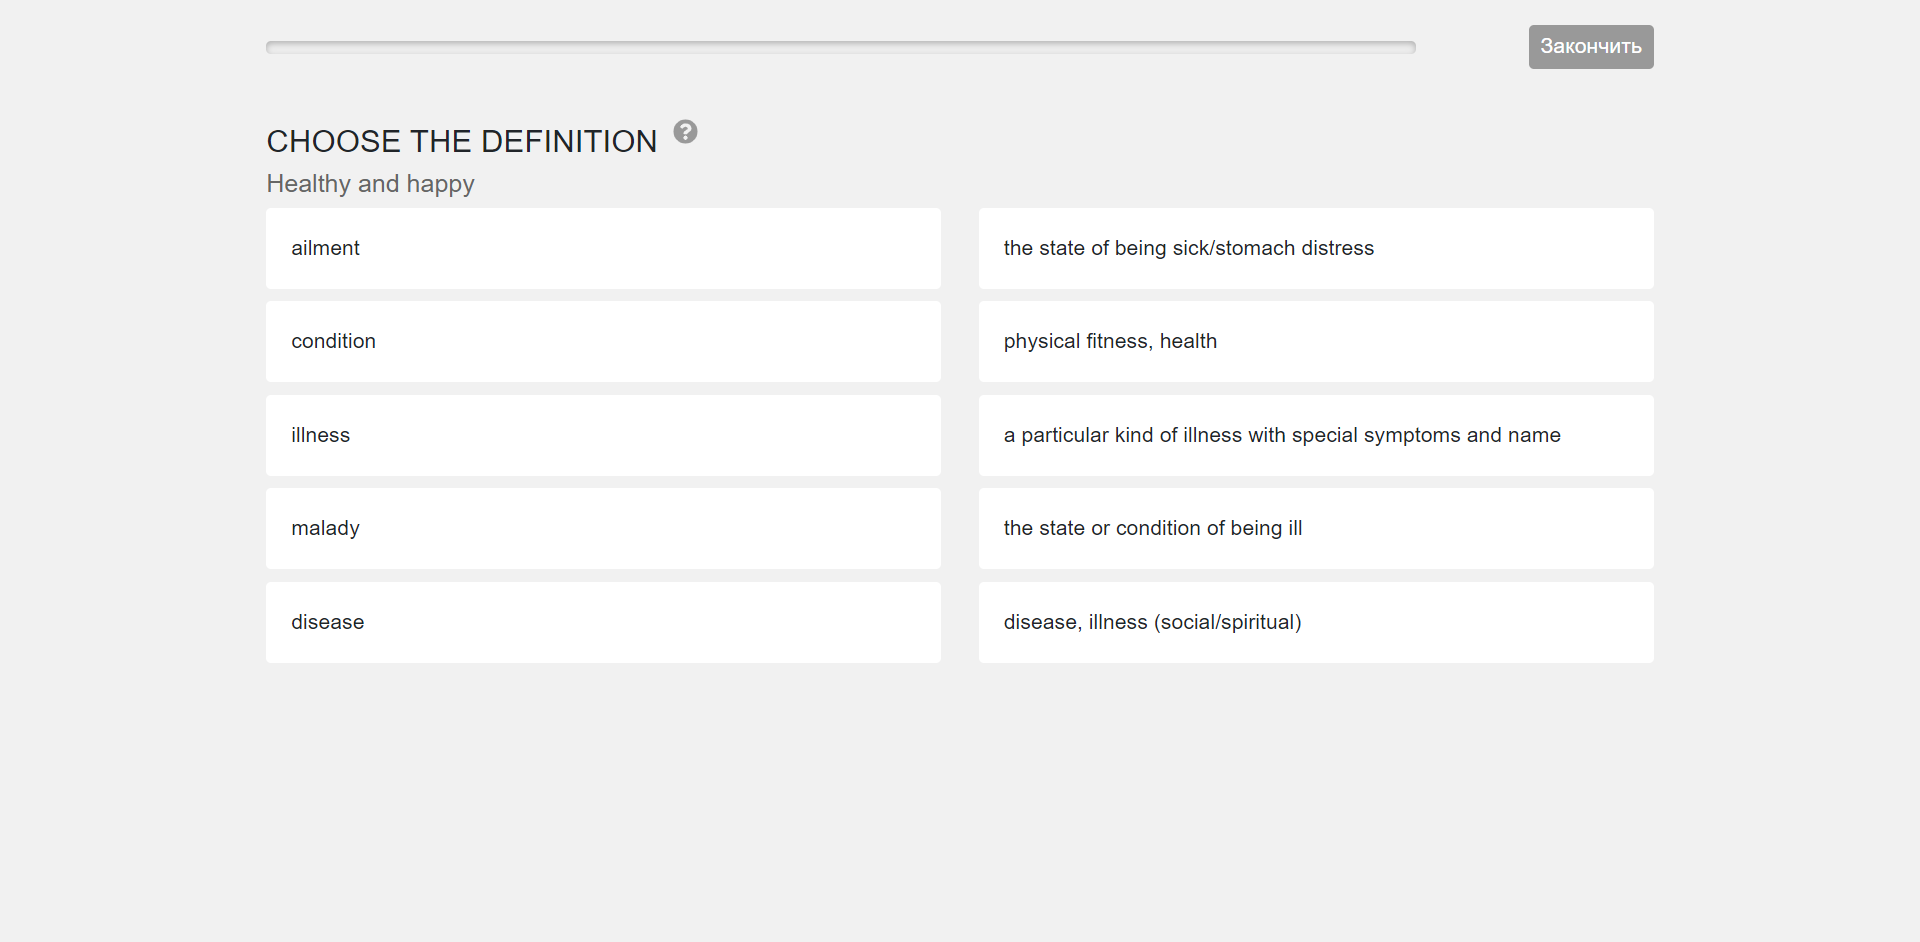 Закончить
CHOOSE THE DEFINITION ?
Healthy and happy
ailment
the state of being sick/stomach distress
condition
physical fitness, health
illness
a particular kind of illness with special symptoms and name
malady
the state or condition of being ill
disease
disease, illness (social/spiritual)